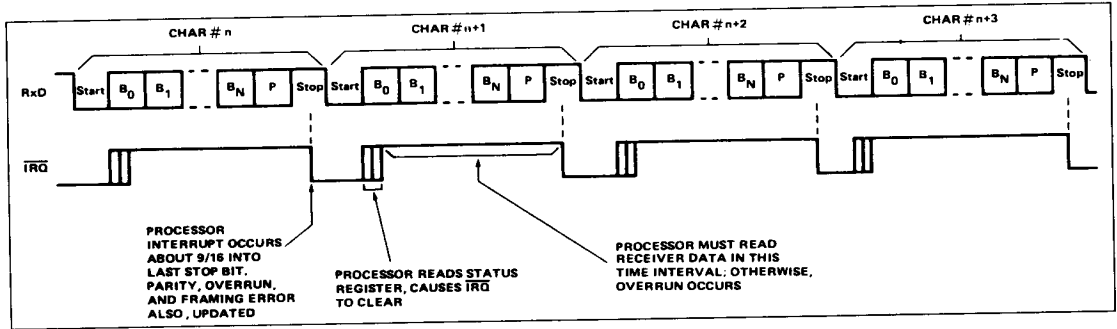 CHAR # n
CHAR # n+1
CHAR # n+2
CHAR # n+3
RxD
Start B0 B1 BN P Stop Start B0 B1 BN P Stop Start B0 B1 BN P Stop Start B0 B1 BN P Stop
IRQ
PROCESSOR
INTERRUPT OCCURS
ABOUT 9/16 INTO
LAST STOP BIT.
PARITY, OVERRUN,
AND FRAMING ERROR
ALSO, UPDATED
PROCESSOR READS STATUS
REGISTER, CAUSES IRQ
TO CLEAR
PROCESSOR MUST READ
RECEIVER DATA IN THIS
TIME INTERVAL; OTHERWISE,
OVERRUN OCCURS